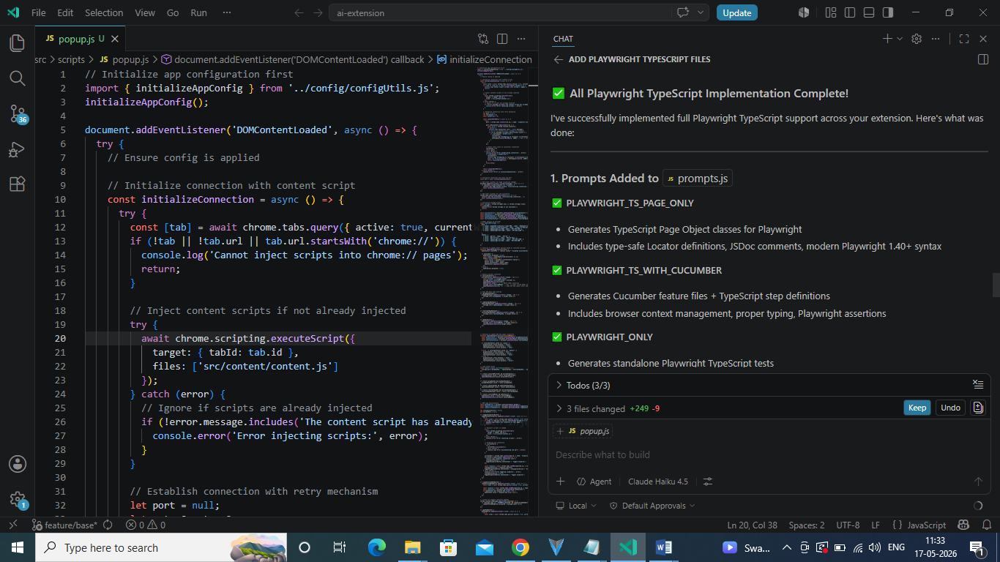 File Edit Selection View Go Run ···
ai-extension
Update
JS popup.js U
src > scripts > JS popup.js > document.addEventListener('DOMContentLoaded') callback > initializeConnection
1 // Initialize app configuration first
2 import { initializeAppConfig } from '../config/configUtils.js';
3 initializeAppConfig();
4
5 document.addEventListener('DOMContentLoaded', async () => {
6 try {
7 // Ensure config is applied
8
9 // Initialize connection with content script
10 const initializeConnection = async () => {
11 try {
12 const [tab] = await chrome.tabs.query({ active: true, current
13 if (!tab || !tab.url || tab.url.startsWith('chrome://')) {
14 console.log('Cannot inject scripts into chrome:// pages');
15 return;
16 }
17
18 // Inject content scripts if not already injected
19 try {
20 await chrome.scripting.executeScript({
21 target: { tabId: tab.id },
22 files: ['src/content/content.js']
23 });
24 } catch (error) {
25 // Ignore if scripts are already injected
26 if (!error.message.includes('The content script has already
27 console.error('Error injecting scripts:', error);
28 }
29 }
30
31 // Establish connection with retry mechanism
32 let port = null;
CHAT
ADD PLAYWRIGHT TYPESCRIPT FILES
✅ All Playwright TypeScript Implementation Complete!
I've successfully implemented full Playwright TypeScript support across your extension. Here's what was
done:
1. Prompts Added to JS prompts.js
✅ PLAYWRIGHT_TS_PAGE_ONLY
• Generates TypeScript Page Object classes for Playwright
• Includes type-safe Locator definitions, JSDoc comments, modern Playwright 1.40+ syntax
✅ PLAYWRIGHT_TS_WITH_CUCUMBER
• Generates Cucumber feature files + TypeScript step definitions
• Includes browser context management, proper typing, Playwright assertions
✅ PLAYWRIGHT_ONLY
• Generates standalone Playwright TypeScript tests
Todos (3/3)
3 files changed +249 -9
Keep Undo
+ JS popup.js
Describe what to build
Agent Claude Haiku 4.5
Local Default Approvals
36
1
feature/base* 0 0
Ln 20, Col 38 Spaces: 2 UTF-8 LF { } JavaScript
Type here to search
Swa...
ENG
11:33
17-05-2026
1